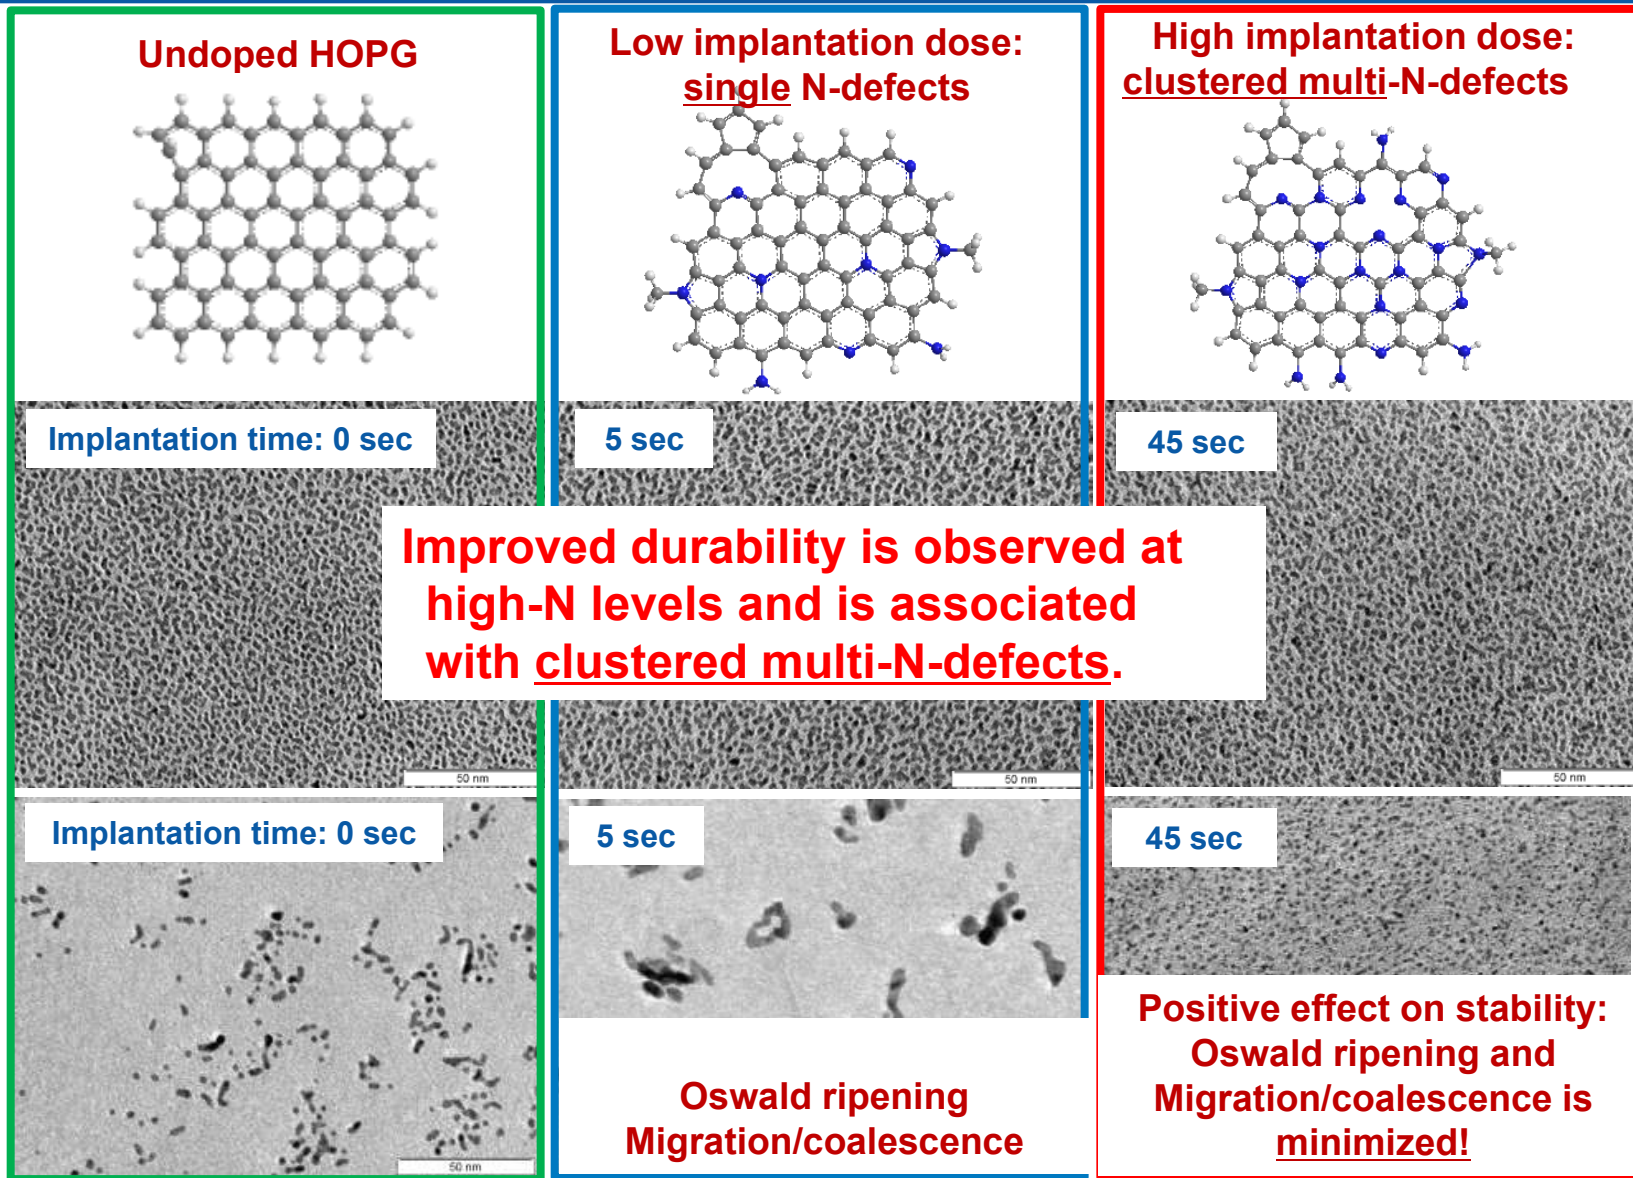 Undoped HOPG
Low implantation dose:
single N-defects
High implantation dose:
clustered multi-N-defects
Implantation time: 0 sec
5 sec
45 sec
Improved durability is observed at
high-N levels and is associated
with clustered multi-N-defects.
50 nm
50 nm
50 nm
Implantation time: 0 sec
5 sec
45 sec
50 nm
Oswald ripening
Migration/coalescence
Positive effect on stability:
Oswald ripening and
Migration/coalescence is
minimized!